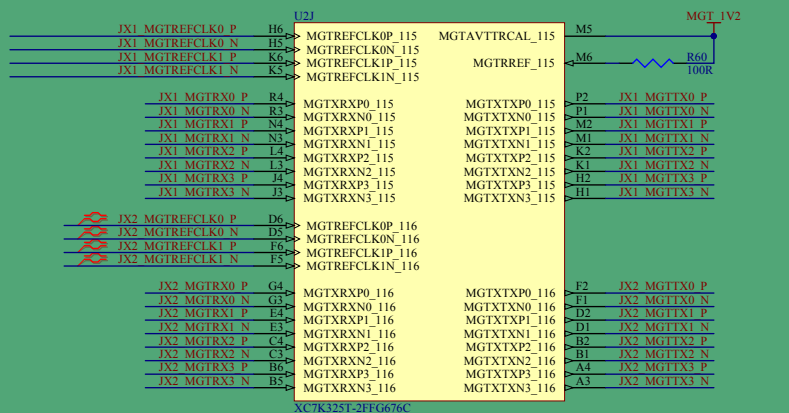 U2J
MGT_1V2
JX1_MGTREFCLK0_P H6 MGTREFCLK0P_115 MGTAVTTRCAL_115 M5
JX1_MGTREFCLK0_N H5 MGTREFCLK0N_115
JX1_MGTREFCLK1_P K6 MGTREFCLK1P_115 MGTRREF_115 M6 R60
JX1_MGTREFCLK1_N K5 MGTREFCLK1N_115 100R
JX1_MGTRX0_P R4 MGTXRXP0_115 MGTXTXP0_115 P2 JX1_MGTTX0_P
JX1_MGTRX0_N R3 MGTXRXN0_115 MGTXTXN0_115 P1 JX1_MGTTX0_N
JX1_MGTRX1_P N4 MGTXRXP1_115 MGTXTXP1_115 M2 JX1_MGTTX1_P
JX1_MGTRX1_N N3 MGTXRXN1_115 MGTXTXN1_115 M1 JX1_MGTTX1_N
JX1_MGTRX2_P L4 MGTXRXP2_115 MGTXTXP2_115 K2 JX1_MGTTX2_P
JX1_MGTRX2_N L3 MGTXRXN2_115 MGTXTXN2_115 K1 JX1_MGTTX2_N
JX1_MGTRX3_P J4 MGTXRXP3_115 MGTXTXP3_115 H2 JX1_MGTTX3_P
JX1_MGTRX3_N J3 MGTXRXN3_115 MGTXTXN3_115 H1 JX1_MGTTX3_N
JX2_MGTREFCLK0_P D6 MGTREFCLK0P_116
JX2_MGTREFCLK0_N D5 MGTREFCLK0N_116
JX2_MGTREFCLK1_P F6 MGTREFCLK1P_116
JX2_MGTREFCLK1_N F5 MGTREFCLK1N_116
JX2_MGTRX0_P G4 MGTXRXP0_116 MGTXTXP0_116 F2 JX2_MGTTX0_P
JX2_MGTRX0_N G3 MGTXRXN0_116 MGTXTXN0_116 F1 JX2_MGTTX0_N
JX2_MGTRX1_P E4 MGTXRXP1_116 MGTXTXP1_116 D2 JX2_MGTTX1_P
JX2_MGTRX1_N E3 MGTXRXN1_116 MGTXTXN1_116 D1 JX2_MGTTX1_N
JX2_MGTRX2_P C4 MGTXRXP2_116 MGTXTXP2_116 B2 JX2_MGTTX2_P
JX2_MGTRX2_N C3 MGTXRXN2_116 MGTXTXN2_116 B1 JX2_MGTTX2_N
JX2_MGTRX3_P B6 MGTXRXP3_116 MGTXTXP3_116 A4 JX2_MGTTX3_P
JX2_MGTRX3_N B5 MGTXRXN3_116 MGTXTXN3_116 A3 JX2_MGTTX3_N
XC7K325T-2FFG676C